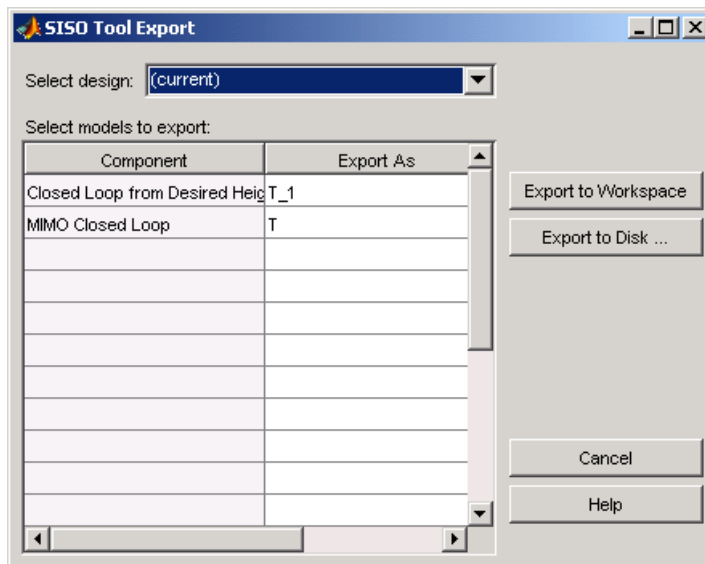 SISO Tool Export
Select design: (current)
Select models to export:
Component Export As
Closed Loop from Desired Heig T_1
MIMO Closed Loop T
Export to Workspace
Export to Disk ...
Cancel
Help